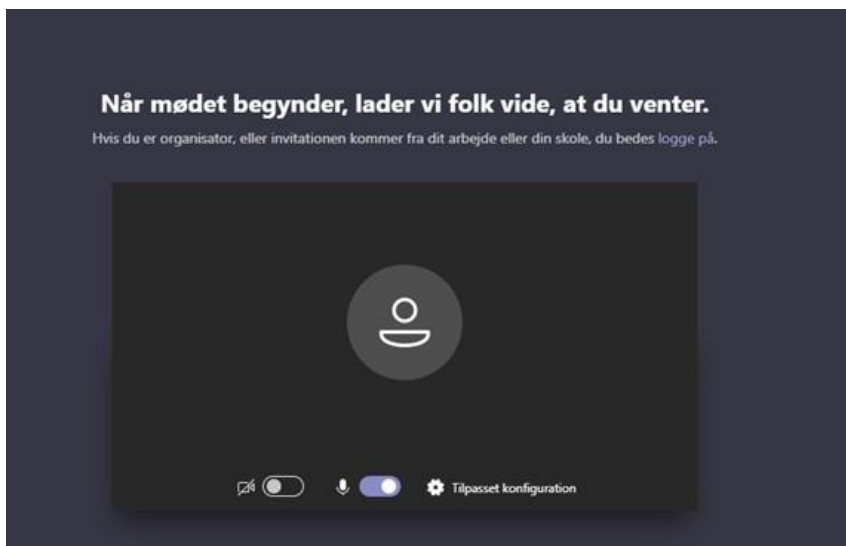 Når mødet begynder, lader vi folk vide, at du venter.
Hvis du er organisator, eller invitationen kommer fra dit arbejde eller din skole, du bedes logge på.
Tilpasset konfiguration